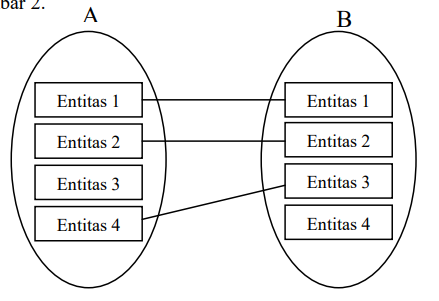 bar 2.
A
B
Entitas 1
Entitas 1
Entitas 2
Entitas 2
Entitas 3
Entitas 3
Entitas 4
Entitas 4